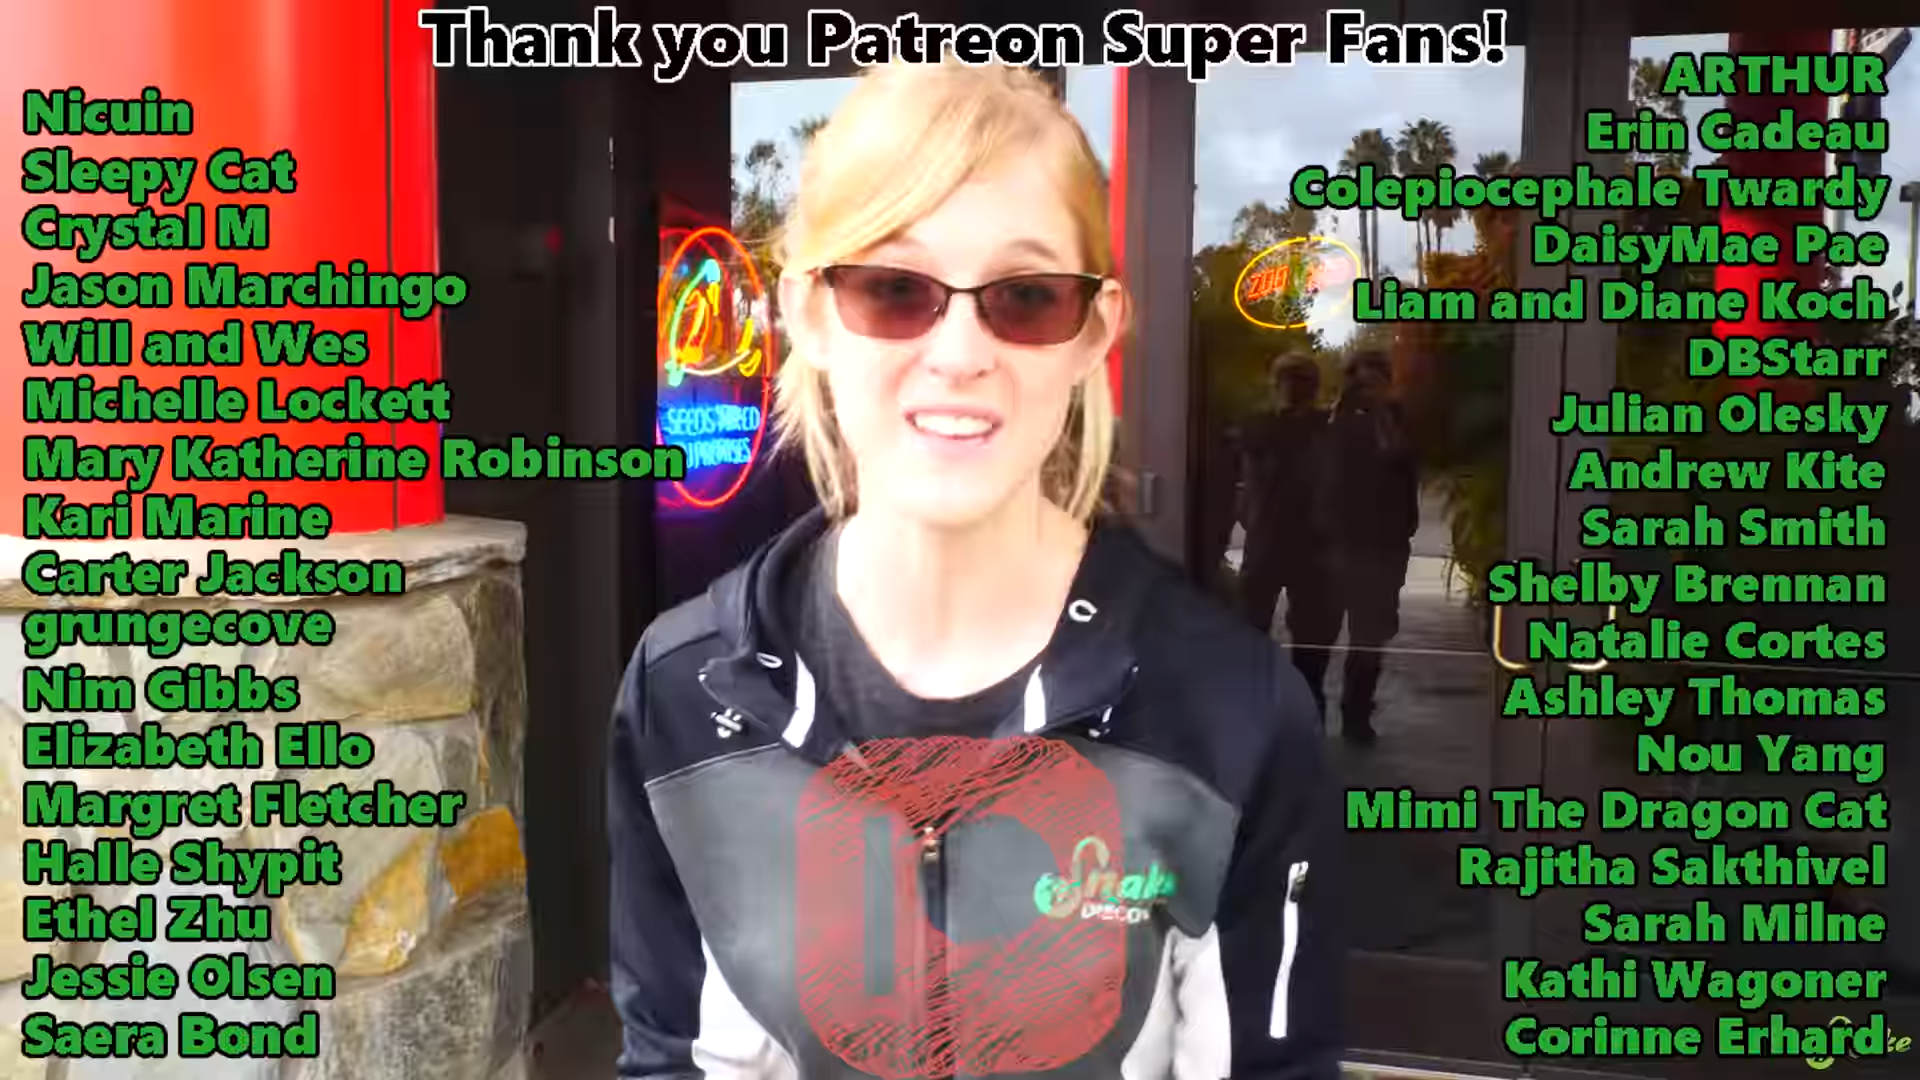 Thank you Patreon Super Fans!
Nicuin
Sleepy Cat
Crystal M
Jason Marchingo
Will and Wes
Michelle Lockett
Mary Katherine Robinson
Kari Marine
Carter Jackson
grungecove
Nim Gibbs
Elizabeth Ello
Margret Fletcher
Halle Shypit
Ethel Zhu
Jessie Olsen
Saera Bond
ARTHUR
Erin Cadeau
Colepiocephale Twardy
DaisyMae Pae
Liam and Diane Koch
DBStarr
Julian Olesky
Andrew Kite
Sarah Smith
Shelby Brennan
Natalie Cortes
Ashley Thomas
Nou Yang
Mimi The Dragon Cat
Rajitha Sakthivel
Sarah Milne
Kathi Wagoner
Corinne Erhard
ZOO